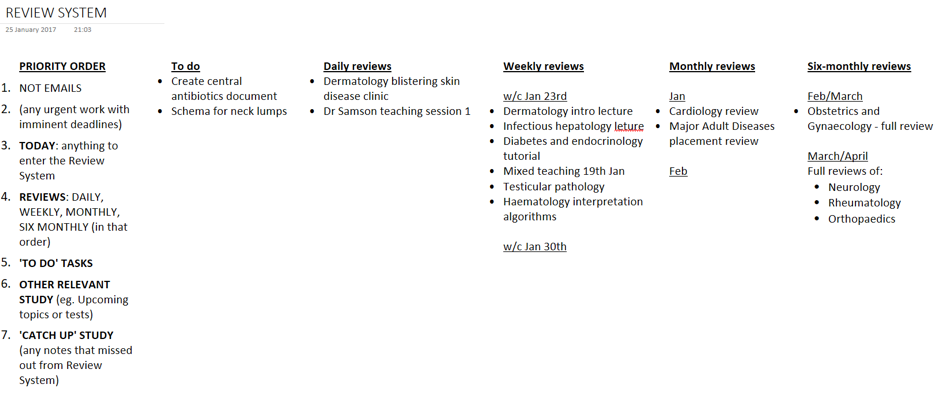 REVIEW SYSTEM
25 January 2017 21:03
PRIORITY ORDER
1. NOT EMAILS
2. (any urgent work with
imminent deadlines)
3. TODAY: anything to
enter the Review
System
4. REVIEWS: DAILY,
WEEKLY, MONTHLY,
SIX MONTHLY (in that
order)
5. 'TO DO' TASKS
6. OTHER RELEVANT
STUDY (eg. Upcoming
topics or tests)
7. 'CATCH UP' STUDY
(any notes that missed
out from Review
System)
To do
• Create central
antibiotics document
• Schema for neck lumps
Daily reviews
• Dermatology blistering skin
disease clinic
• Dr Samson teaching session 1
Weekly reviews
w/c Jan 23rd
• Dermatology intro lecture
• Infectious hepatology leture
• Diabetes and endocrinology
tutorial
• Mixed teaching 19th Jan
• Testicular pathology
• Haematology interpretation
algorithms
w/c Jan 30th
Monthly reviews
Jan
• Cardiology review
• Major Adult Diseases
placement review
Feb
Six-monthly reviews
Feb/March
• Obstetrics and
Gynaecology - full review
March/April
Full reviews of:
• Neurology
• Rheumatology
• Orthopaedics